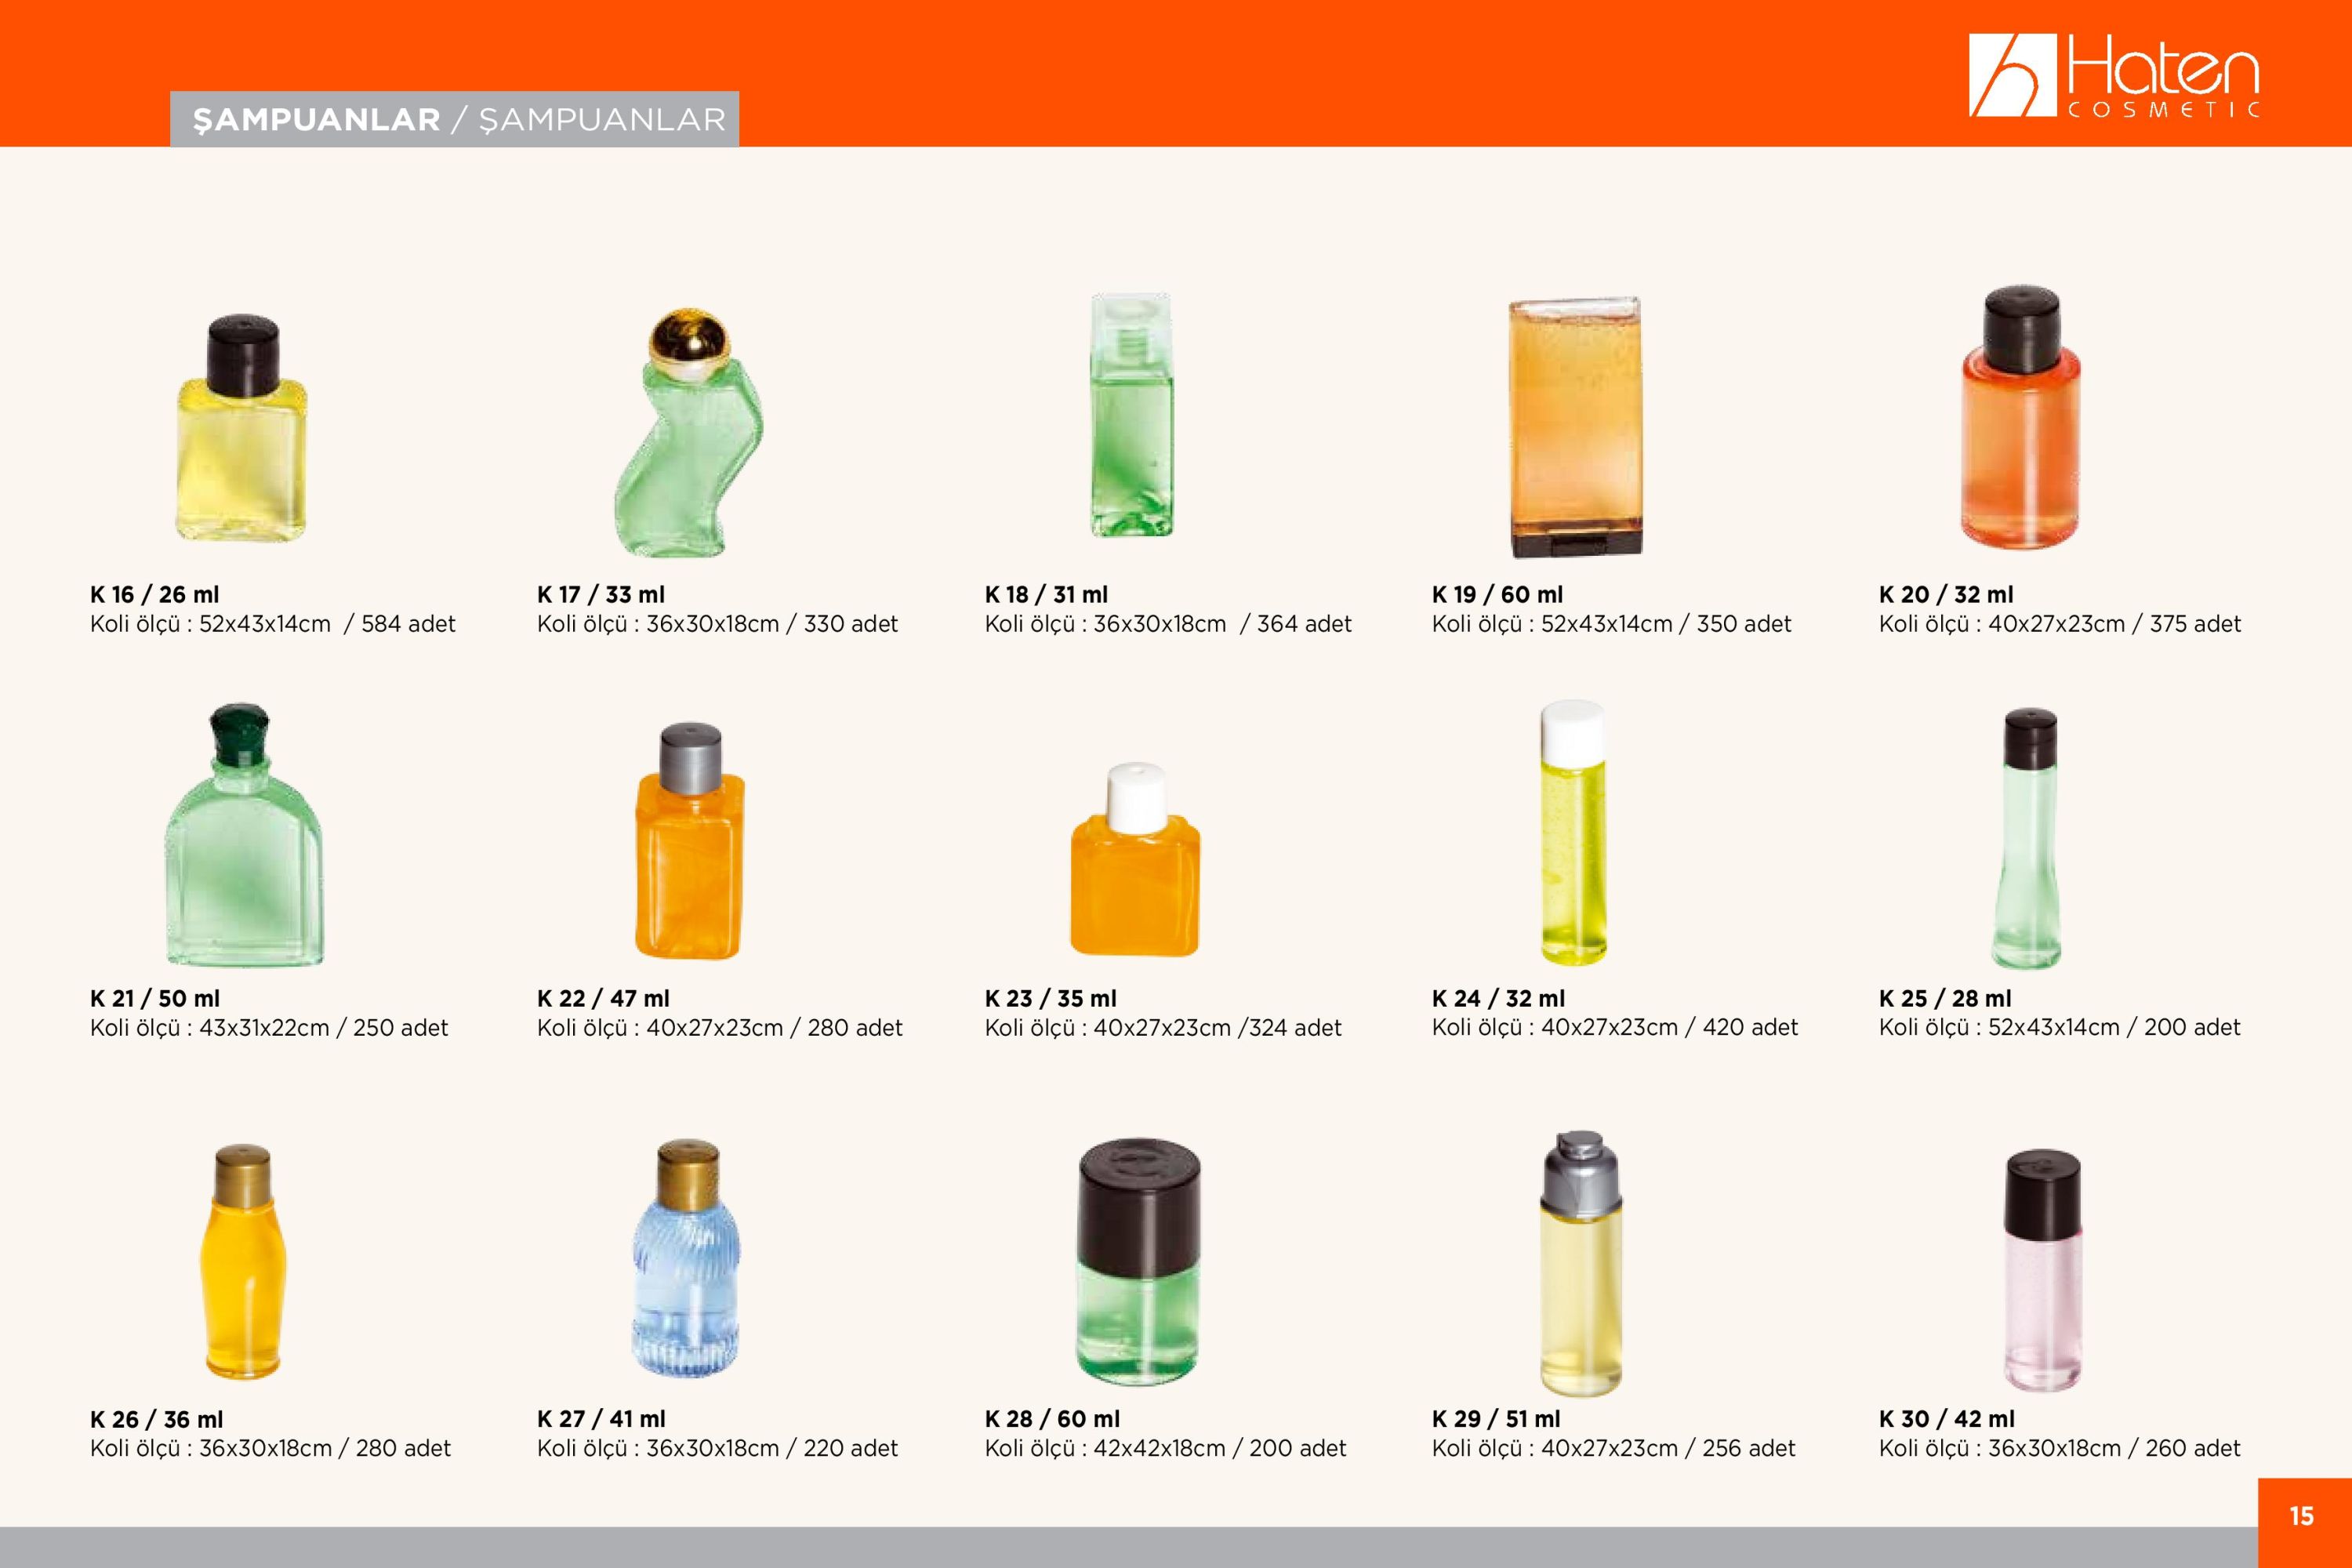 ŞAMPUANLAR / ŞAMPUANLAR
Haten
COSMETIC
K 16 / 26 ml
Koli ölçü : 52x43x14cm / 584 adet
K 17 / 33 ml
Koli ölçü : 36x30x18cm / 330 adet
K 18 / 31 ml
Koli ölçü : 36x30x18cm / 364 adet
K 19 / 60 ml
Koli ölçü : 52x43x14cm / 350 adet
K 20 / 32 ml
Koli ölçü : 40x27x23cm / 375 adet
K 21 / 50 ml
Koli ölçü : 43x31x22cm / 250 adet
K 22 / 47 ml
Koli ölçü : 40x27x23cm / 280 adet
K 23 / 35 ml
Koli ölçü : 40x27x23cm /324 adet
K 24 / 32 ml
Koli ölçü : 40x27x23cm / 420 adet
K 25 / 28 ml
Koli ölçü : 52x43x14cm / 200 adet
K 26 / 36 ml
Koli ölçü : 36x30x18cm / 280 adet
K 27 / 41 ml
Koli ölçü : 36x30x18cm / 220 adet
K 28 / 60 ml
Koli ölçü : 42x42x18cm / 200 adet
K 29 / 51 ml
Koli ölçü : 40x27x23cm / 256 adet
K 30 / 42 ml
Koli ölçü : 36x30x18cm / 260 adet
15